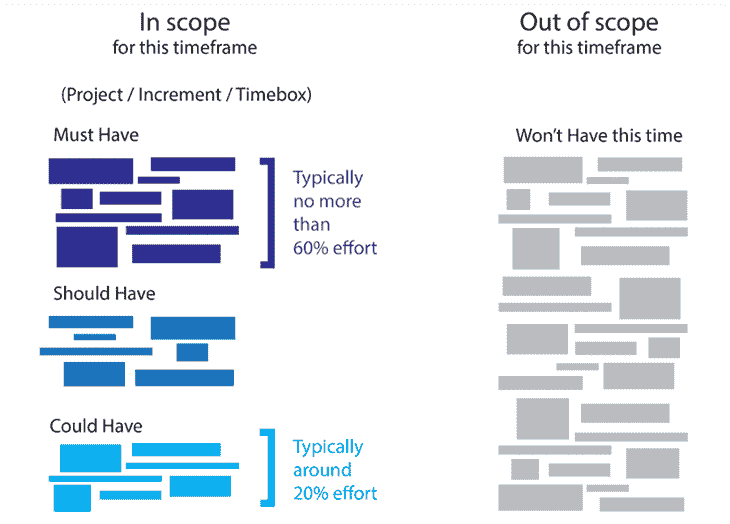 In scope
for this timeframe
(Project / Increment / Timebox)
Must Have
Typically
no more
than
60% effort
Should Have
Could Have
Typically
around
20% effort
Out of scope
for this timeframe
Won't Have this time